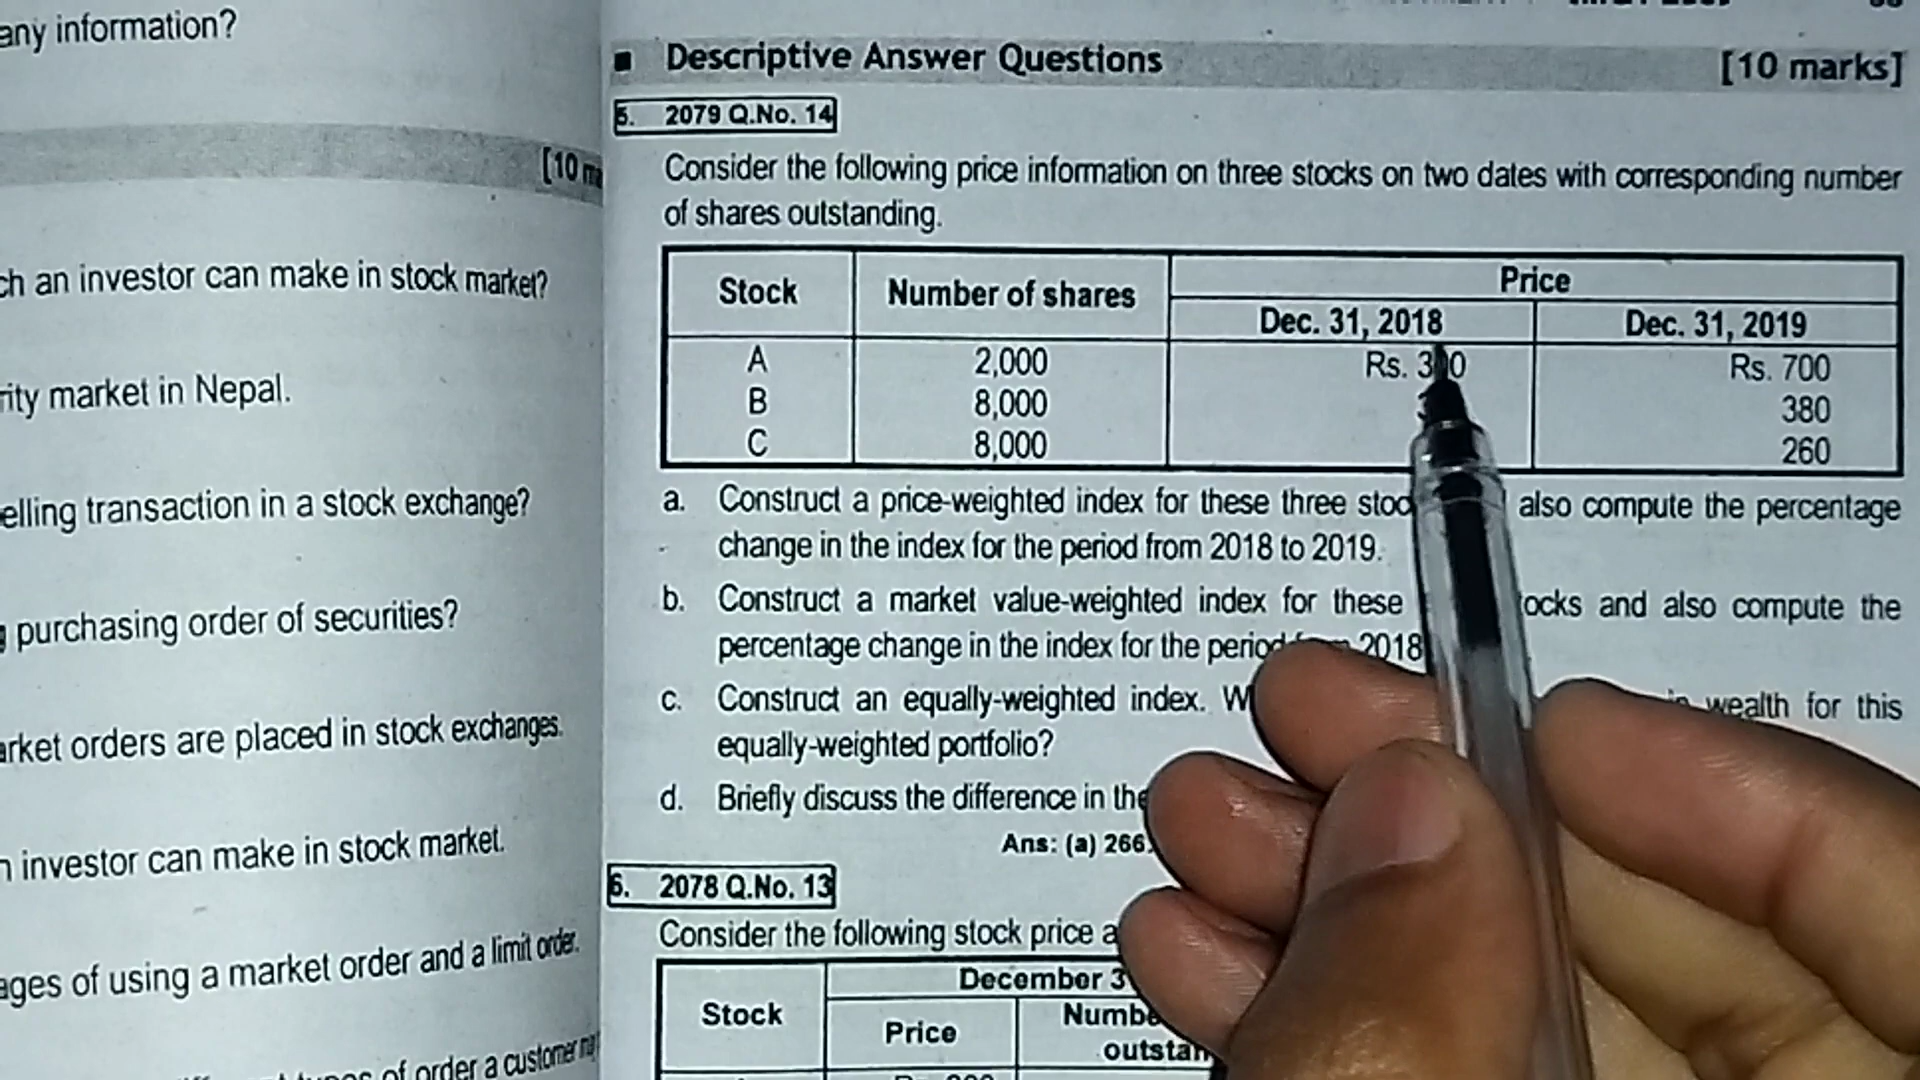 any information?
[10
ch an investor can make in stock market?
rity market in Nepal.
elling transaction in a stock exchange?
purchasing order of securities?
arket orders are placed in stock exchanges.
investor can make in stock market.
ages of using a market order and a limit order.
of order a customer
Descriptive Answer Questions [10 marks]
5. 2079 Q.No. 14
Consider the following price information on three stocks on two dates with corresponding number
of shares outstanding.
Stock Number of shares Price
Dec. 31, 2018 Dec. 31, 2019
A 2,000 Rs. Rs. 700
B 8,000 380
C 8,000 260
a. Construct a price-weighted index for these three also compute the percentage
change in the index for the period from 2018 to 2019.
b. Construct a market value-weighted index for these ocks and also compute the
percentage change in the index for the period 2018
c. Construct an equally-weighted index. wealth for this
equally-weighted portfolio?
d. Briefly discuss the difference in the
Ans: (a) 266.
6. 2078 Q.No. 13
Consider the following stock price a
December 3
Stock Price Numbe
outstan